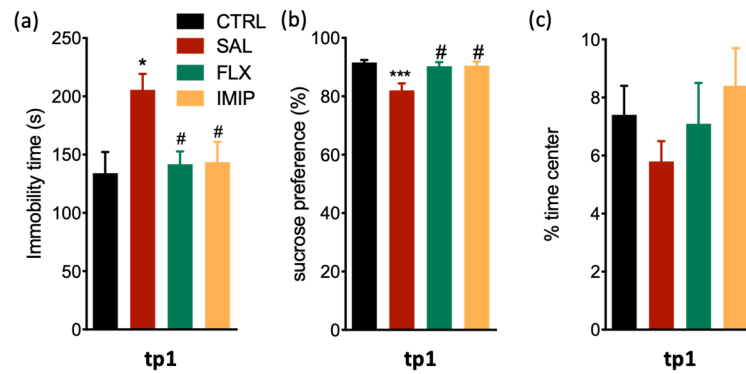 (a)
CTRL
SAL
FLX
IMIP
250
200
150
100
50
0
Immobility time (s)
*
#
#
tp1
(b)
100
80
60
40
20
0
sucrose preference (%)
***
#
#
tp1
(c)
10
8
6
4
2
0
% time center
tp1